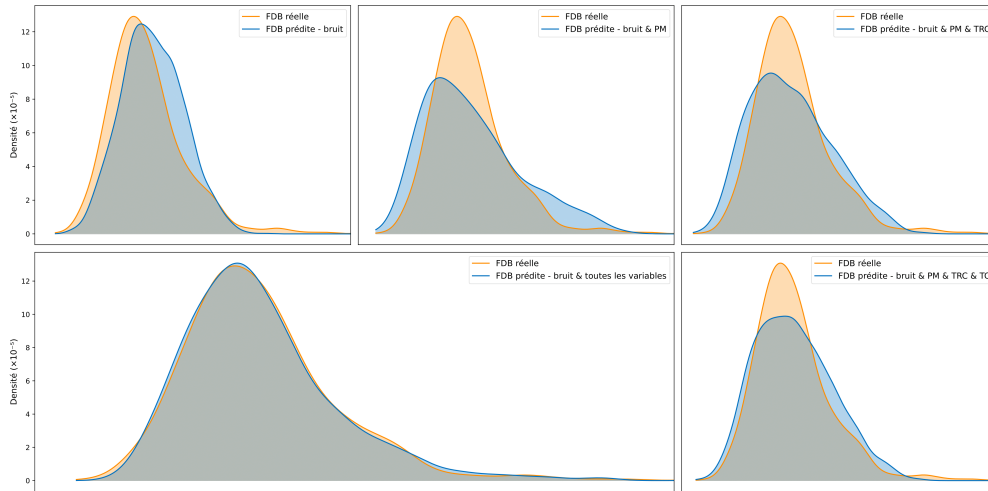 FDB réelle
FDB prédite - bruit
FDB réelle
FDB prédite - bruit & PM
FDB réelle
FDB prédite - bruit & PM & TRC
Densité (×10⁻⁵)
12
10
8
6
4
2
0
FDB réelle
FDB prédite - bruit & toutes les variables
FDB réelle
FDB prédite - bruit & PM & TRC & TC
Densité (×10⁻⁵)
12
10
8
6
4
2
0